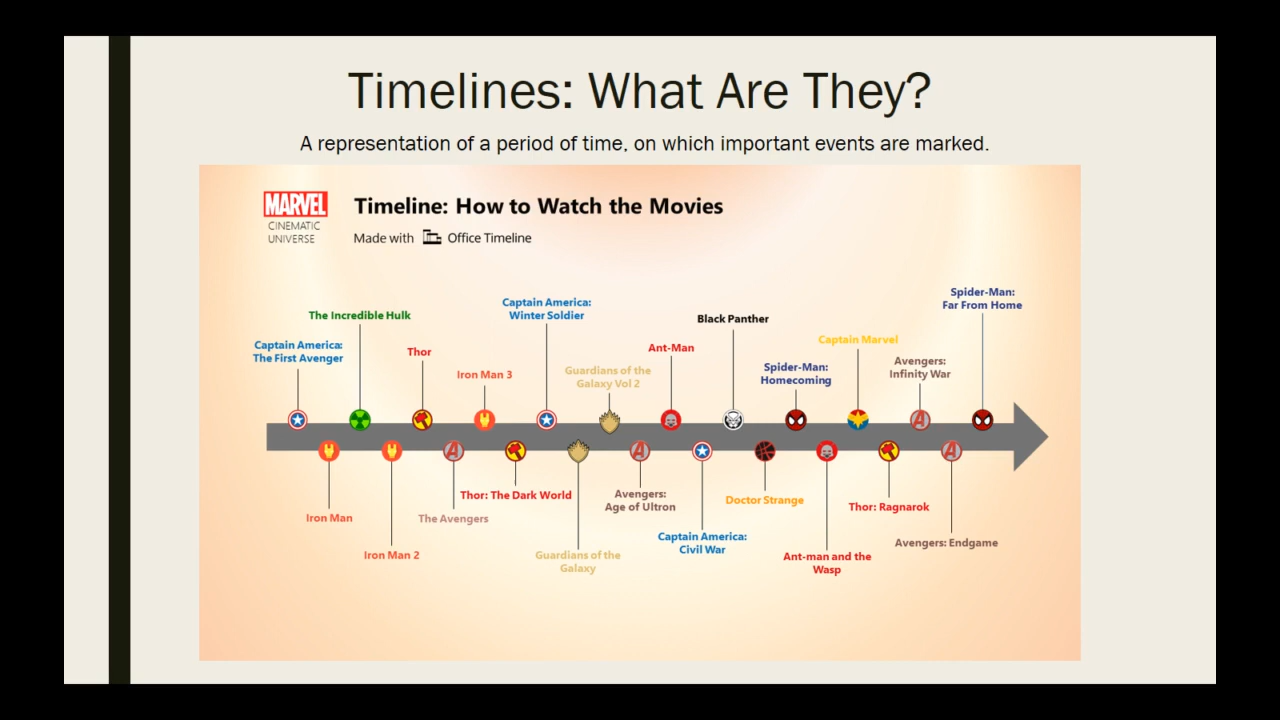 Timelines: What Are They?
A representation of a period of time, on which important events are marked.
MARVEL
CINEMATIC
UNIVERSE
Timeline: How to Watch the Movies
Made with Office Timeline
Captain America:
The First Avenger
Iron Man
The Incredible Hulk
Iron Man 2
Thor
The Avengers
Iron Man 3
Thor: The Dark World
Captain America:
Winter Soldier
Guardians of the
Galaxy
Guardians of the
Galaxy Vol 2
Avengers:
Age of Ultron
Ant-Man
Captain America:
Civil War
Black Panther
Doctor Strange
Spider-Man:
Homecoming
Ant-man and the
Wasp
Captain Marvel
Thor: Ragnarok
Avengers:
Infinity War
Avengers: Endgame
Spider-Man:
Far From Home